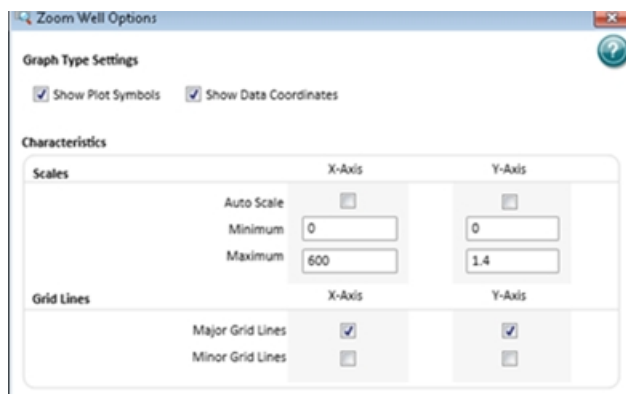 Zoom Well Options
?
Graph Type Settings
Show Plot Symbols Show Data Coordinates
Characteristics
Scales X-Axis Y-Axis
Auto Scale
Minimum 0 0
Maximum 600 1.4
Grid Lines X-Axis Y-Axis
Major Grid Lines
Minor Grid Lines